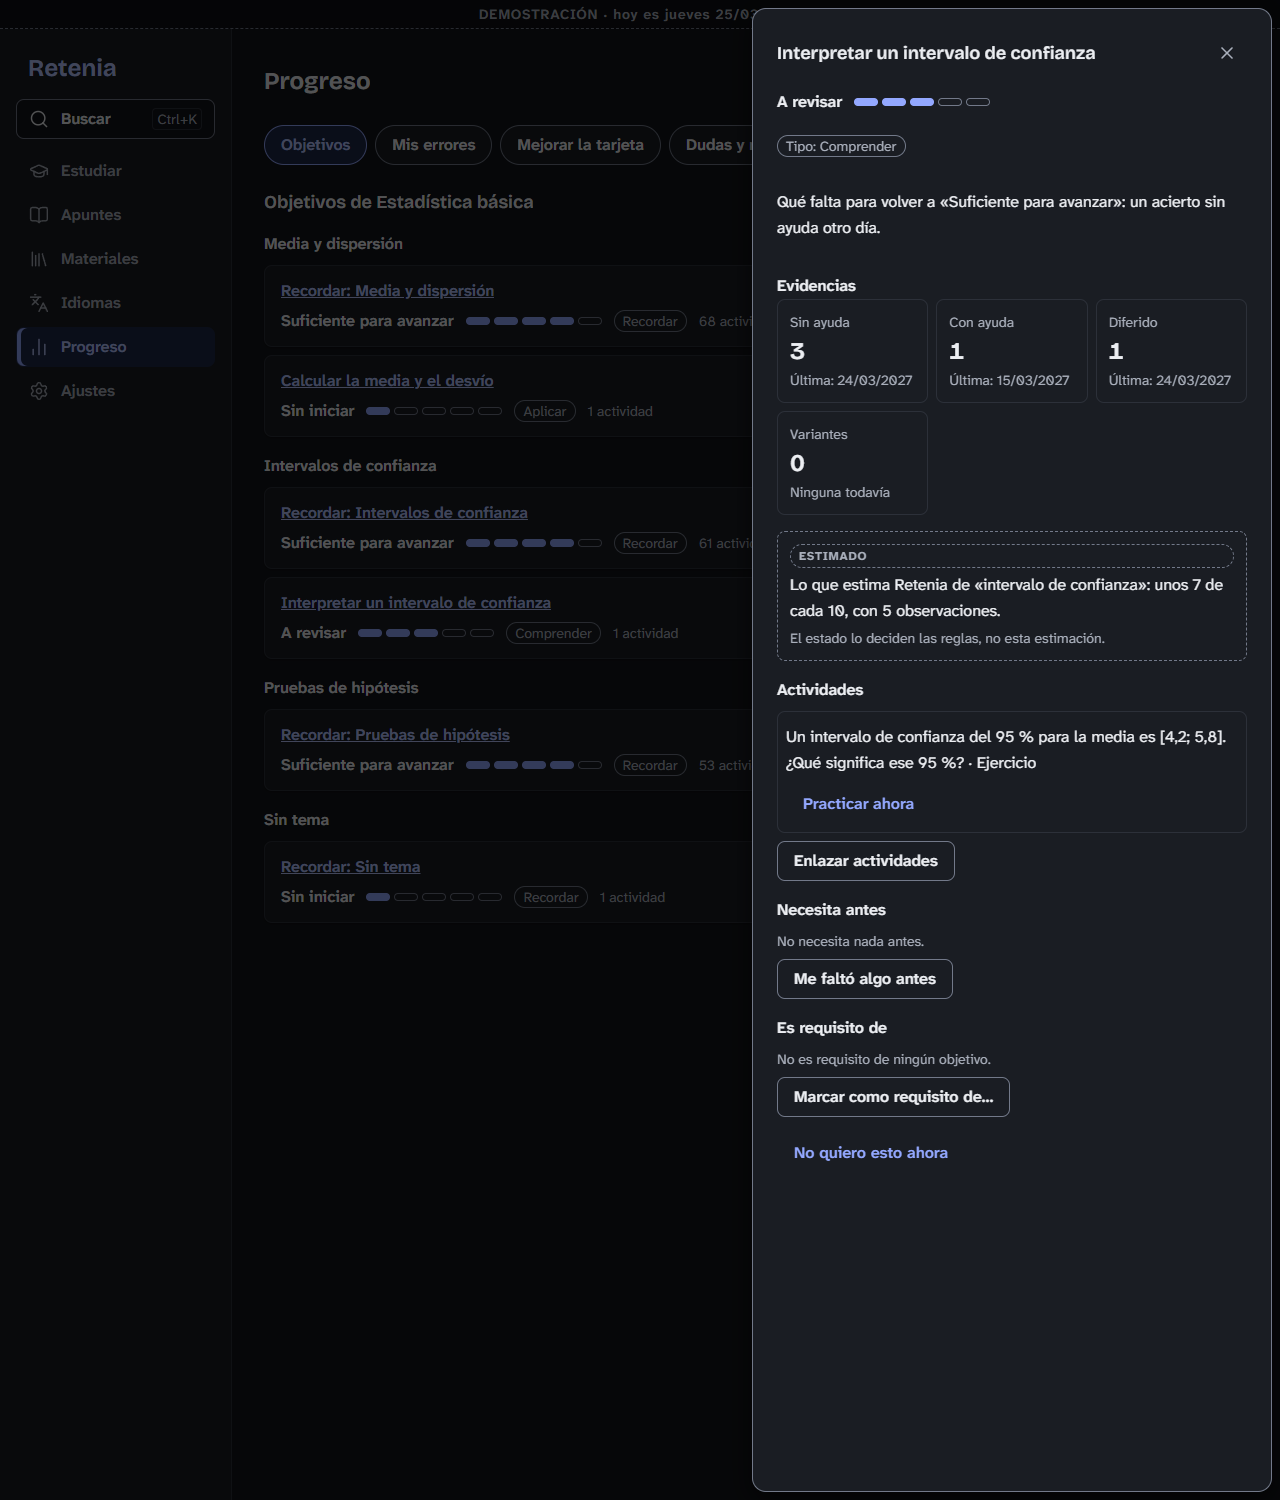 DEMOSTRACIÓN · hoy es jueves 25/03
Retenia
Buscar Ctrl+K
Estudiar
Apuntes
Materiales
Idiomas
Progreso
Ajustes
Progreso
Objetivos Mis errores Mejorar la tarjeta Dudas y
Objetivos de Estadística básica
Media y dispersión
Recordar: Media y dispersión
Suficiente para avanzar Recordar 68
Calcular la media y el desvío
Sin iniciar Aplicar 1 actividad
Intervalos de confianza
Recordar: Intervalos de confianza
Suficiente para avanzar Recordar 61
Interpretar un intervalo de confianza
A revisar Comprender 1 actividad
Pruebas de hipótesis
Recordar: Pruebas de hipótesis
Suficiente para avanzar Recordar 53
Sin tema
Recordar: Sin tema
Sin iniciar Recordar 1 actividad
Interpretar un intervalo de confianza
A revisar
Tipo: Comprender
Qué falta para volver a «Suficiente para avanzar»: un acierto sin
ayuda otro día.
Evidencias
Sin ayuda
3
Última: 24/03/2027
Con ayuda
1
Última: 15/03/2027
Diferido
1
Última: 24/03/2027
Variantes
0
Ninguna todavía
ESTIMADO
Lo que estima Retenia de «intervalo de confianza»: unos 7 de
cada 10, con 5 observaciones.
El estado lo deciden las reglas, no esta estimación.
Actividades
Un intervalo de confianza del 95 % para la media es [4,2; 5,8].
¿Qué significa ese 95 %? · Ejercicio
Practicar ahora
Enlazar actividades
Necesita antes
No necesita nada antes.
Me faltó algo antes
Es requisito de
No es requisito de ningún objetivo.
Marcar como requisito de...
No quiero esto ahora